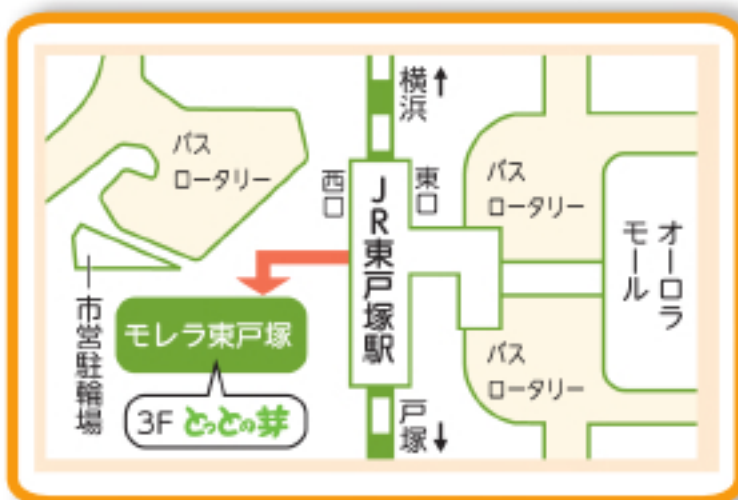 ↑
横浜
バス
ロータリー
西口
JR東戸塚駅
東口
バス
ロータリー
オーロラ
モール
市営駐輪場
モレラ東戸塚
3F とっとの芽
バス
ロータリー
戸塚
↓